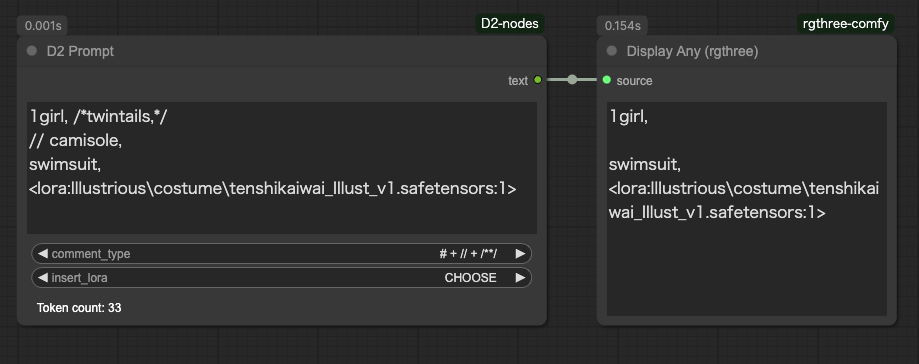 0.001s
D2-nodes
D2 Prompt
text
1girl, /*twintails,*/
// camisole,
swimsuit,
<lora:Illustrious\costume\tenshikaiwai_Illust_v1.safetensors:1>
comment_type
# + // + /**/
insert_lora
CHOOSE
Token count: 33
0.154s
rgthree-comfy
Display Any (rgthree)
source
1girl,
swimsuit,
<lora:Illustrious\costume\tenshikai
wai_Illust_v1.safetensors:1>